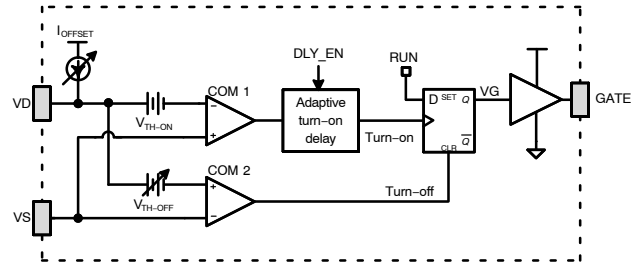 IOFFSET
DLY_EN
RUN
VD
VTH-ON
COM 1
−
+
Adaptive
turn-on
delay
Turn-on
D SET Q
Q
CLR
VG
GATE
COM 2
+
−
VTH-OFF
Turn-off
VS